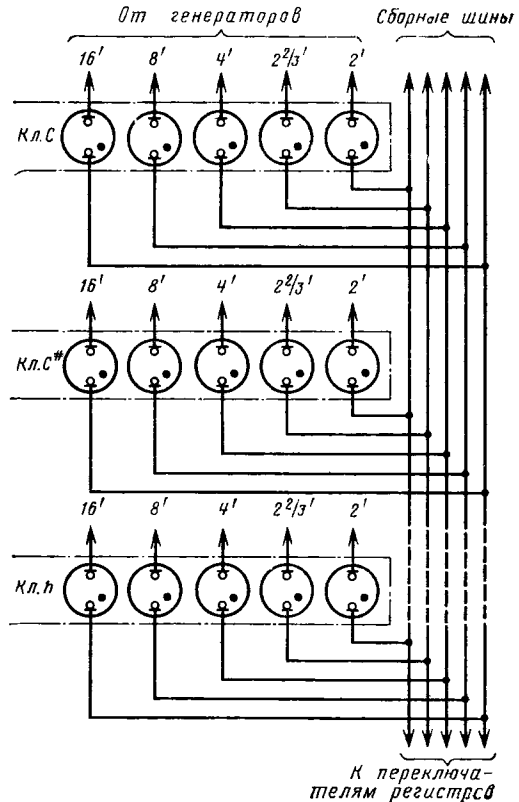 От генераторов
Сборные шины
16' 8' 4' 2 2/3' 2'
Кл. С
16' 8' 4' 2 2/3' 2'
Кл. С#
16' 8' 4' 2 2/3' 2'
Кл. h
К переключа-
телям регистров